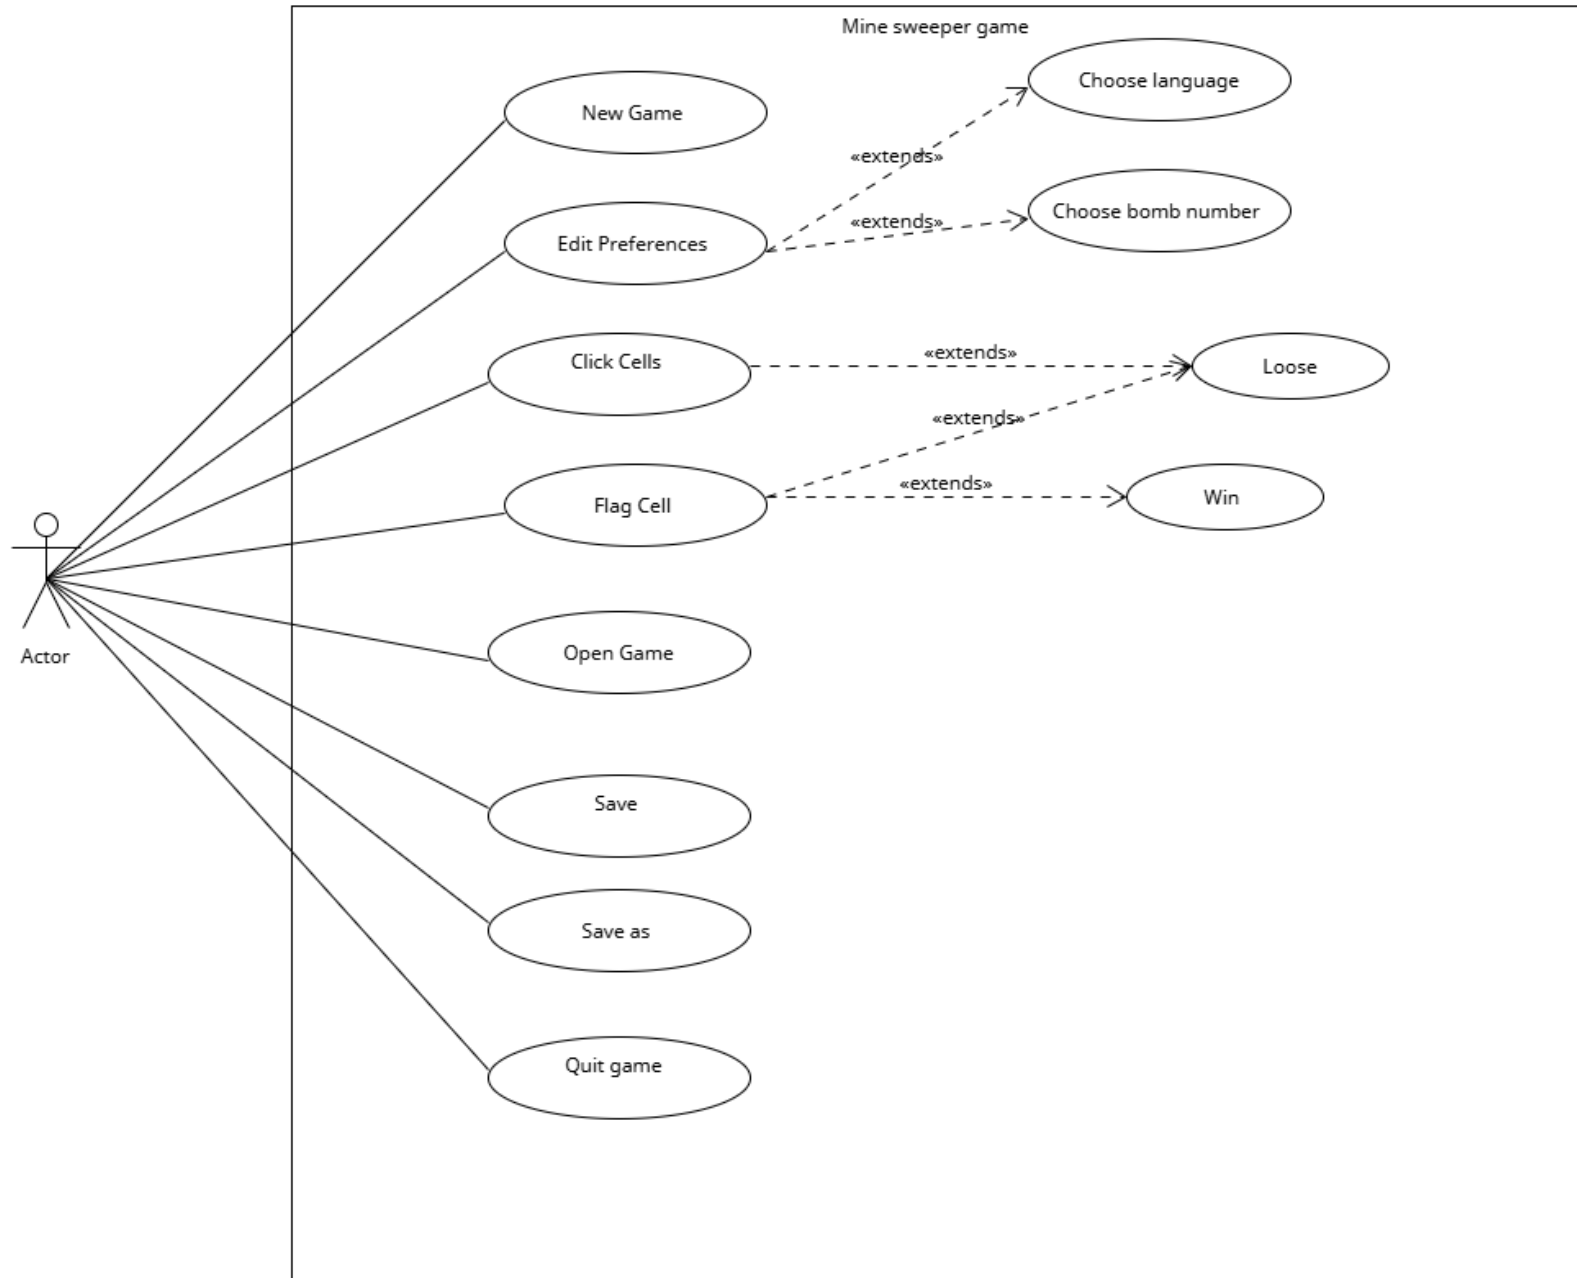 Mine sweeper game
Choose language
New Game
«extends»
Choose bomb number
«extends»
Edit Preferences
«extends»
Click Cells
Loose
«extends»
«extends»
Win
Flag Cell
Open Game
Actor
Save
Save as
Quit game